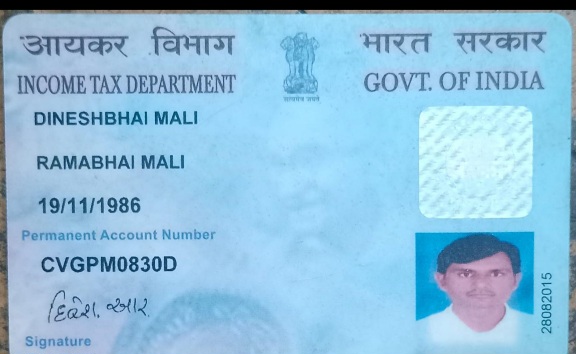 आयकर विभाग
भारत सरकार
INCOME TAX DEPARTMENT
GOVT. OF INDIA
सत्यमेव जयते
DINESHBHAI MALI
RAMABHAI MALI
19/11/1986
Permanent Account Number
CVGPM0830D
Signature
28082015